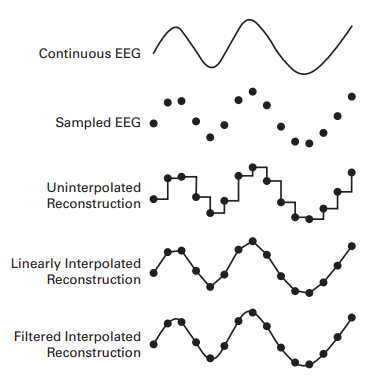 Continuous EEG
Sampled EEG
Uninterpolated
Reconstruction
Linearly Interpolated
Reconstruction
Filtered Interpolated
Reconstruction